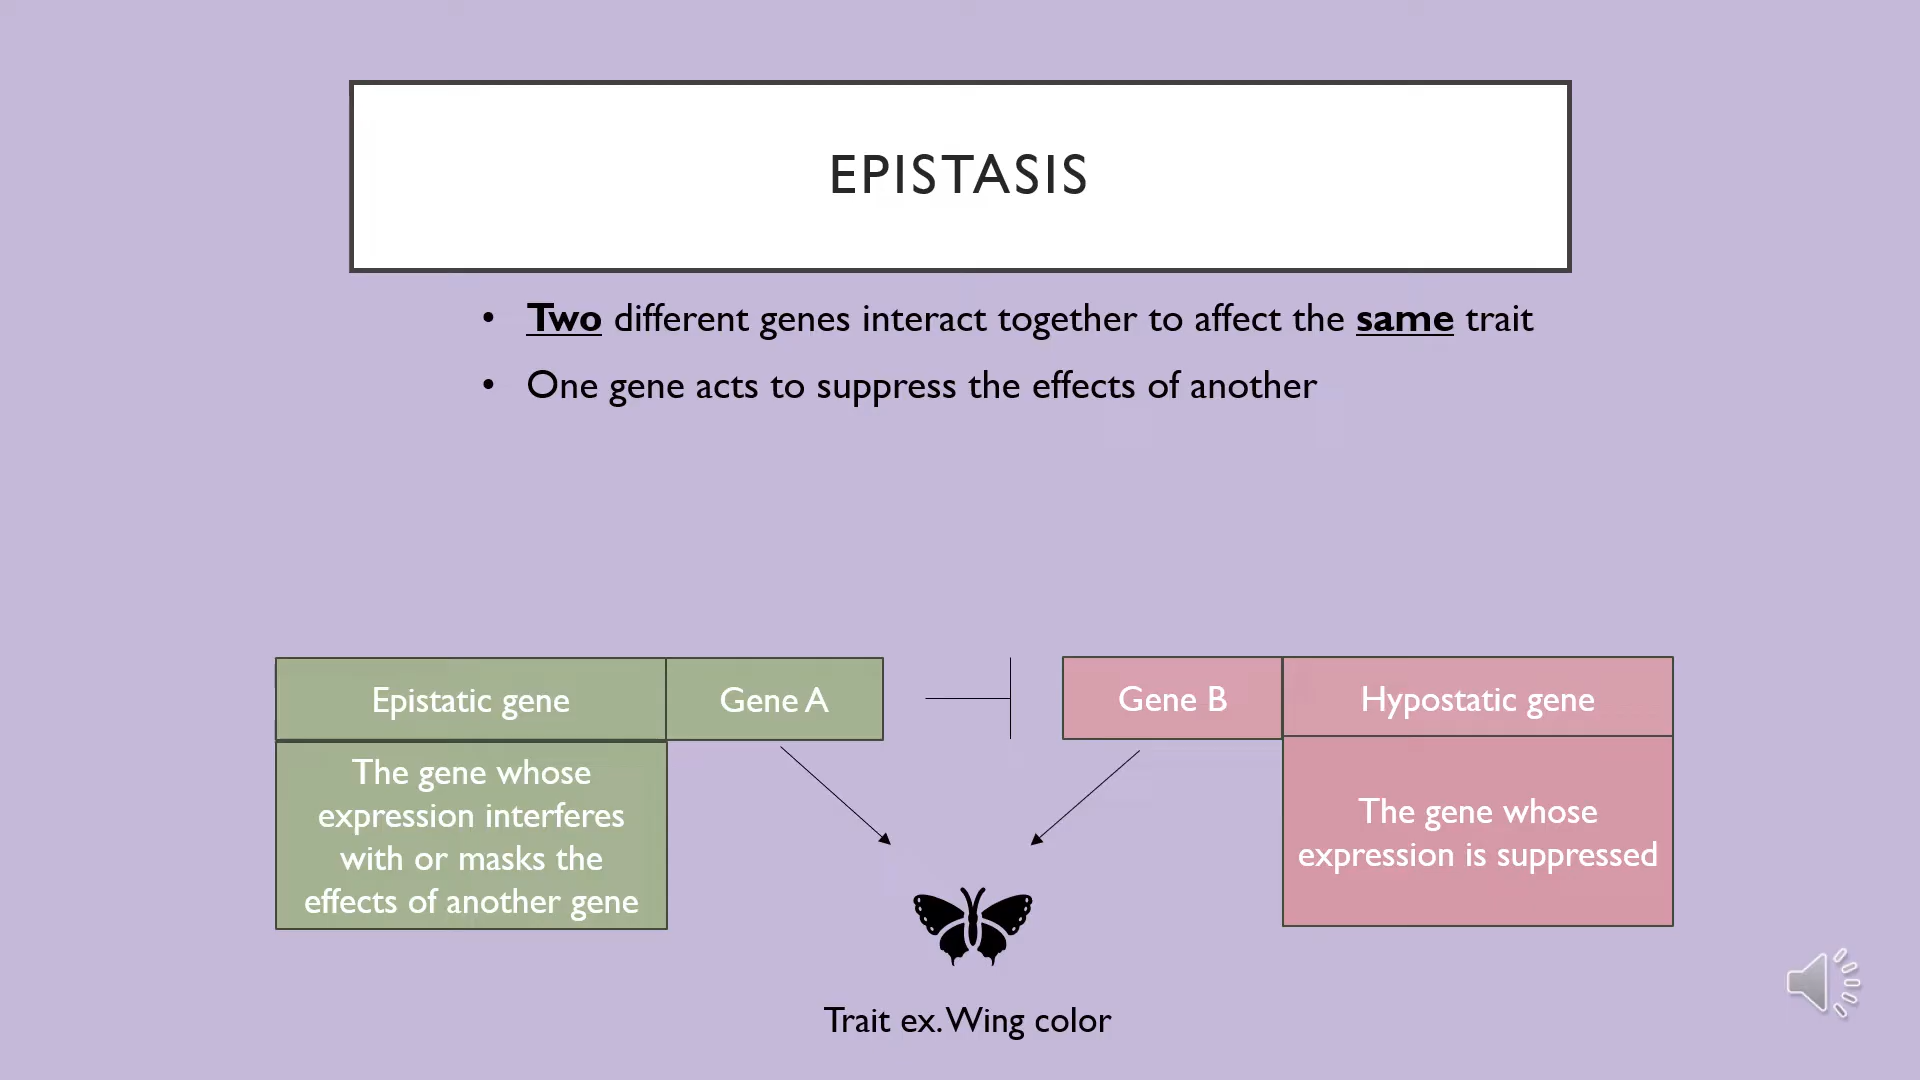 EPISTASIS
• Two different genes interact together to affect the same trait
• One gene acts to suppress the effects of another
Epistatic gene
Gene A
Gene B
Hypostatic gene
The gene whose
expression interferes
with or masks the
effects of another gene
The gene whose
expression is suppressed
Trait ex. Wing color